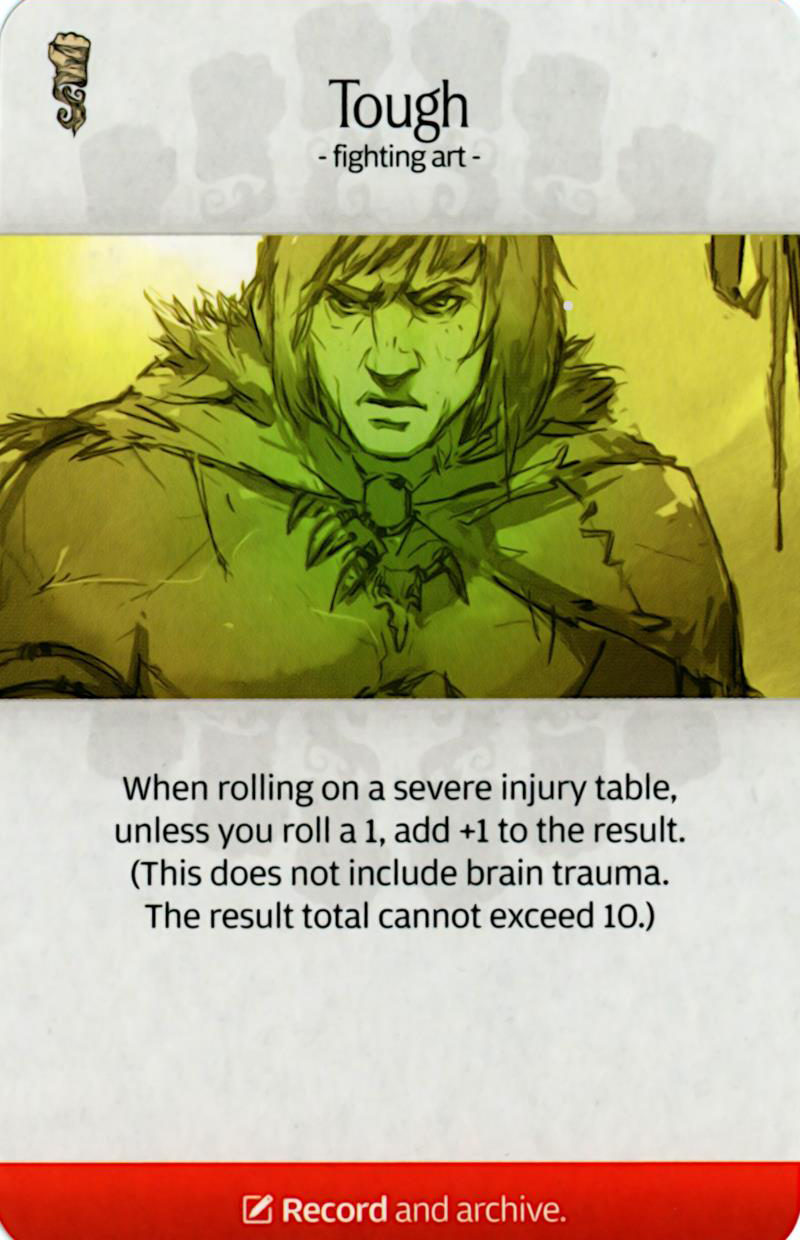 Tough
- fighting art -
When rolling on a severe injury table,
unless you roll a 1, add +1 to the result.
(This does not include brain trauma.
The result total cannot exceed 10.)
Record and archive.